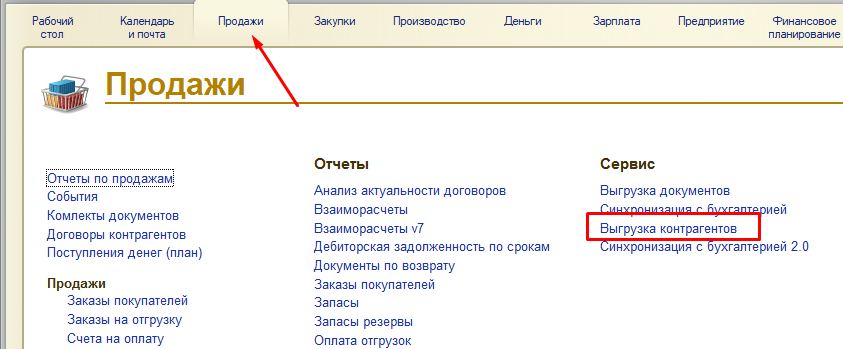 Рабочий
стол
Календарь
и почта
Продажи
Закупки
Производство
Деньги
Зарплата
Предприятие
Финансовое
планирование
Продажи
Отчеты по продажам
События
Комлекты документов
Договоры контрагентов
Поступления денег (план)
Продажи
Заказы покупателей
Заказы на отгрузку
Счета на оплату
Отчеты
Анализ актуальности договоров
Взаиморасчеты
Взаиморасчеты v7
Дебиторская задолженность по срокам
Документы по возврату
Заказы покупателей
Запасы
Запасы резервы
Оплата отгрузок
Сервис
Выгрузка документов
Синхронизация с бухгалтерией
Выгрузка контрагентов
Синхронизация с бухгалтерией 2.0